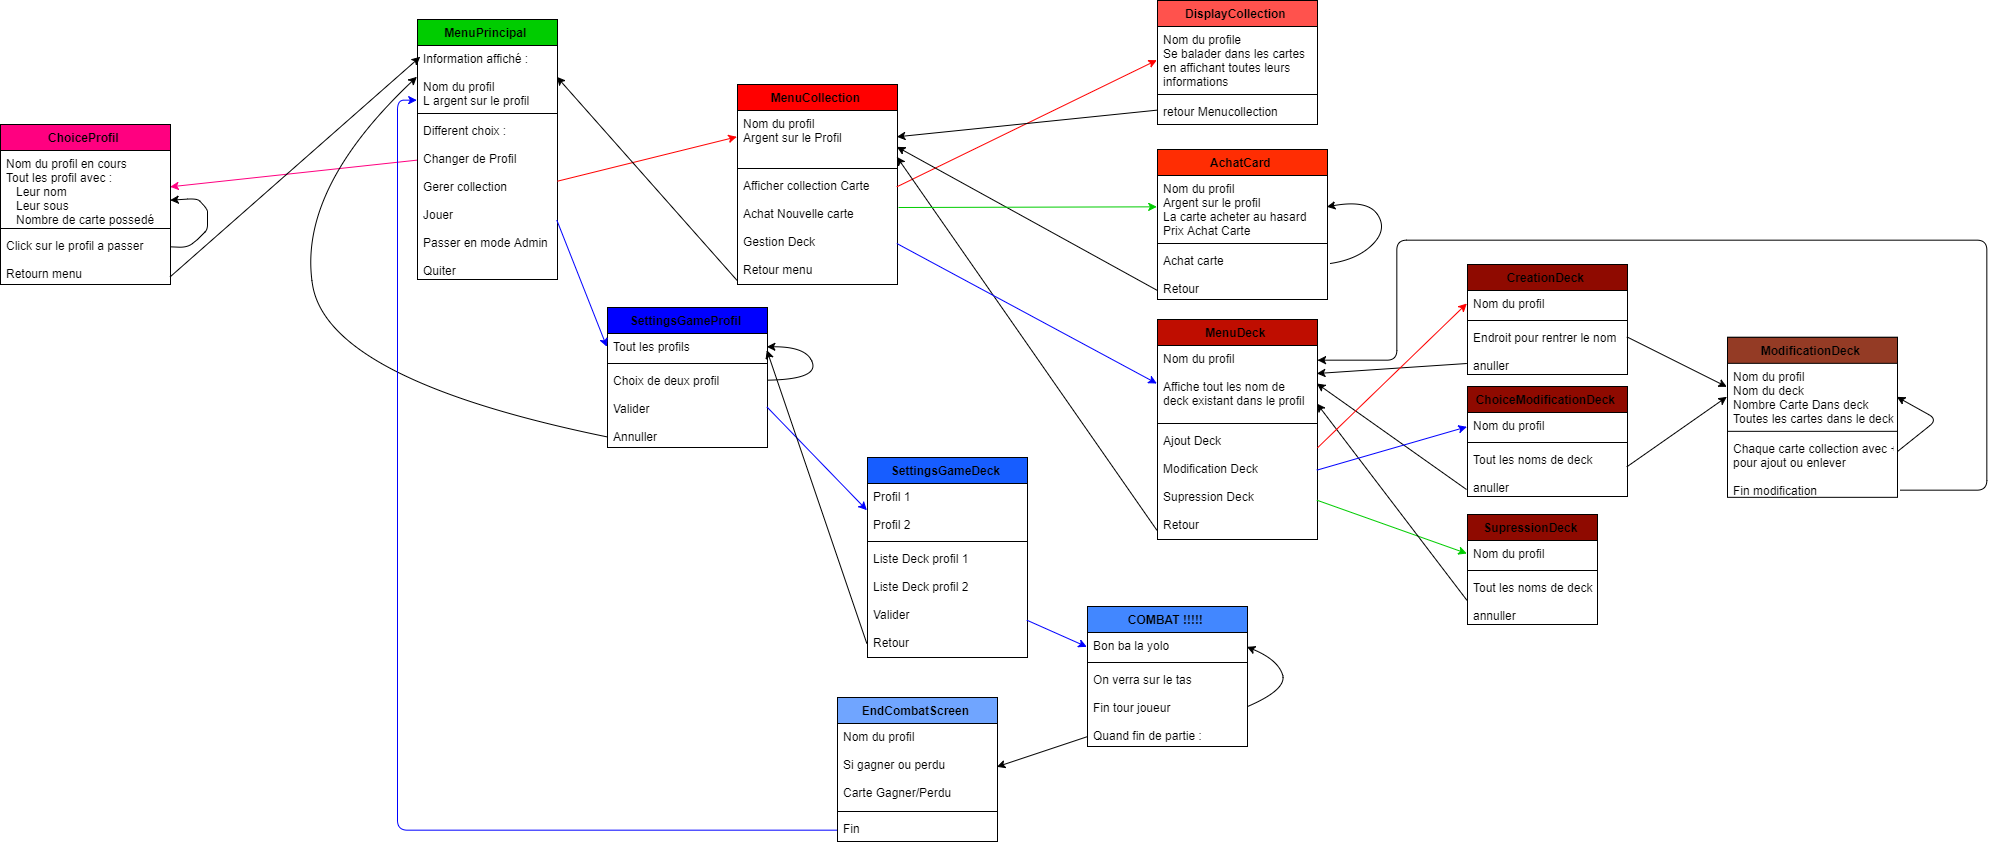 ChoiceProfil
Nom du profil en cours
Tout les profil avec :
Leur nom
Leur sous
Nombre de carte possedé
Click sur le profil a passer
Retourn menu
MenuPrincipal
Information affiché :
Nom du profil
L argent sur le profil
Different choix :
Changer de Profil
Gerer collection
Jouer
Passer en mode Admin
Quiter
MenuCollection
Nom du profil
Argent sur le Profil
Afficher collection Carte
Achat Nouvelle carte
Gestion Deck
Retour menu
DisplayCollection
Nom du profile
Se balader dans les cartes
en affichant toutes leurs
informations
retour Menucollection
AchatCard
Nom du profil
Argent sur le profil
La carte acheter au hasard
Prix Achat Carte
Achat carte
Retour
SettingsGameProfil
Tout les profils
Choix de deux profil
Valider
Annuller
MenuDeck
Nom du profil
Affiche tout les nom de
deck existant dans le profil
Ajout Deck
Modification Deck
Supression Deck
Retour
CreationDeck
Nom du profil
Endroit pour rentrer le nom
anuller
ChoiceModificationDeck
Nom du profil
Tout les noms de deck
anuller
SupressionDeck
Nom du profil
Tout les noms de deck
annuller
ModificationDeck
Nom du profil
Nom du deck
Nombre Carte Dans deck
Toutes les cartes dans le deck
Chaque carte collection avec
pour ajout ou enlever
Fin modification
SettingsGameDeck
Profil 1
Profil 2
Liste Deck profil 1
Liste Deck profil 2
Valider
Retour
COMBAT !!!!!
Bon ba la yolo
On verra sur le tas
Fin tour joueur
Quand fin de partie :
EndCombatScreen
Nom du profil
Si gagner ou perdu
Carte Gagner/Perdu
Fin